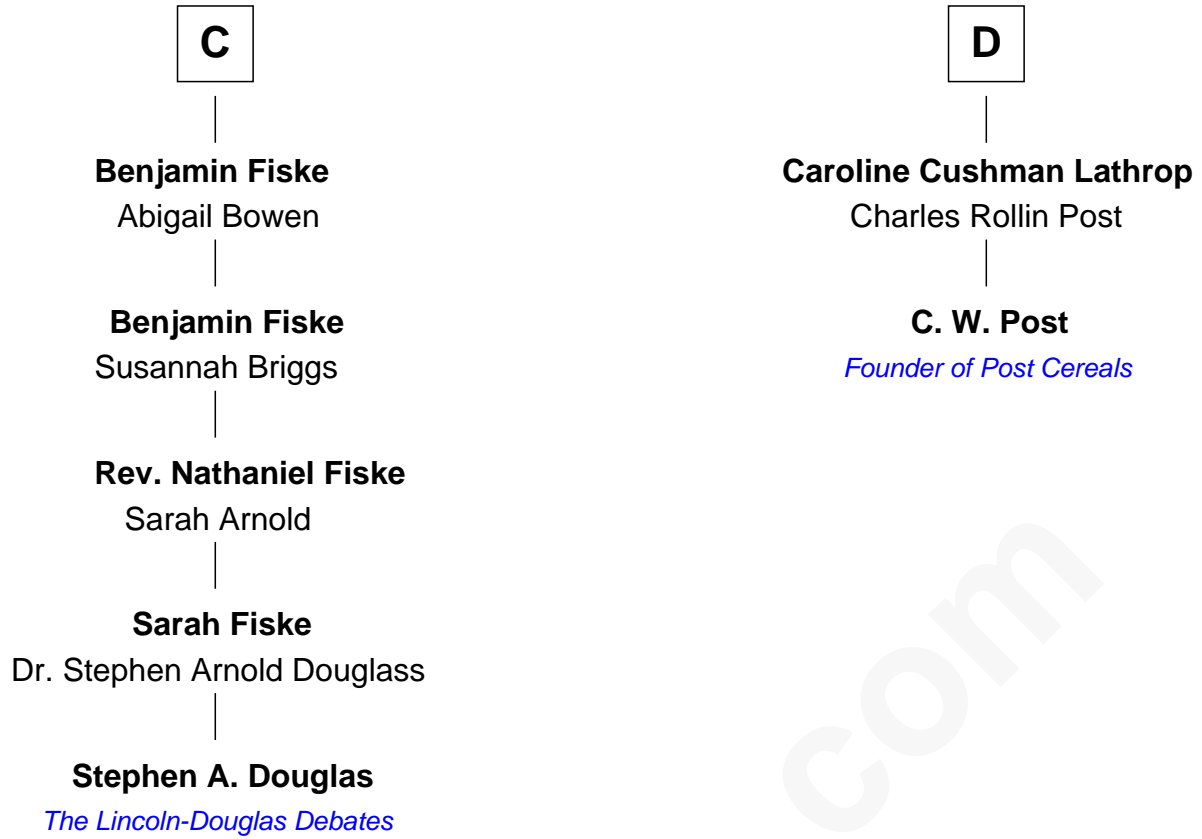 C
Benjamin Fiske
Abigail Bowen
Benjamin Fiske
Susannah Briggs
Rev. Nathaniel Fiske
Sarah Arnold
Sarah Fiske
Dr. Stephen Arnold Douglass
Stephen A. Douglas
The Lincoln-Douglas Debates
D
Caroline Cushman Lathrop
Charles Rollin Post
C. W. Post
Founder of Post Cereals
com